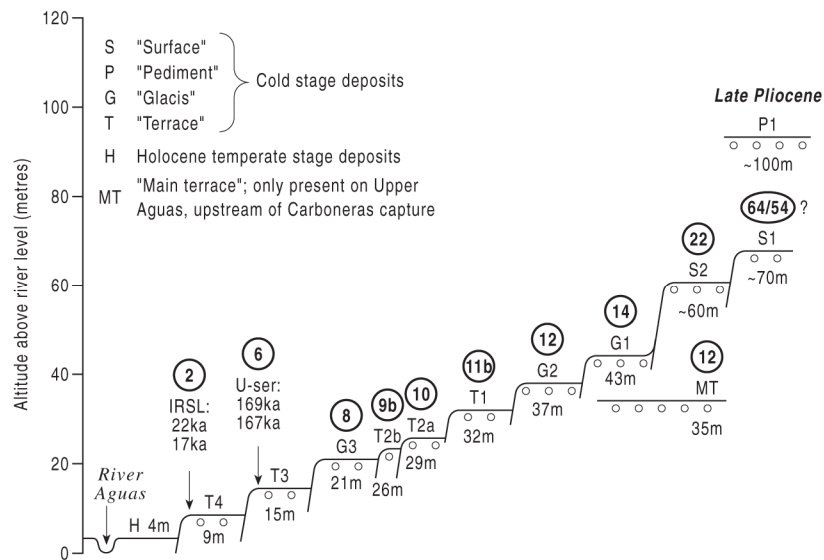 120
100
80
60
40
20
0
Altitude above river level (metres)
S "Surface"
P "Pediment"
G "Glacis"
T "Terrace"
Cold stage deposits
H Holocene temperate stage deposits
MT "Main terrace"; only present on Upper
Aguas, upstream of Carboneras capture
Late Pliocene
P1
~100m
64/54 ?
S1
~70m
22
S2
~60m
14
G1
43m
12
MT
35m
12
G2
37m
11b
T1
32m
10
T2a
29m
9b
T2b
26m
8
G3
21m
6
U-ser:
169ka
167ka
T3
15m
2
IRSL:
22ka
17ka
T4
9m
River
Aguas
H 4m